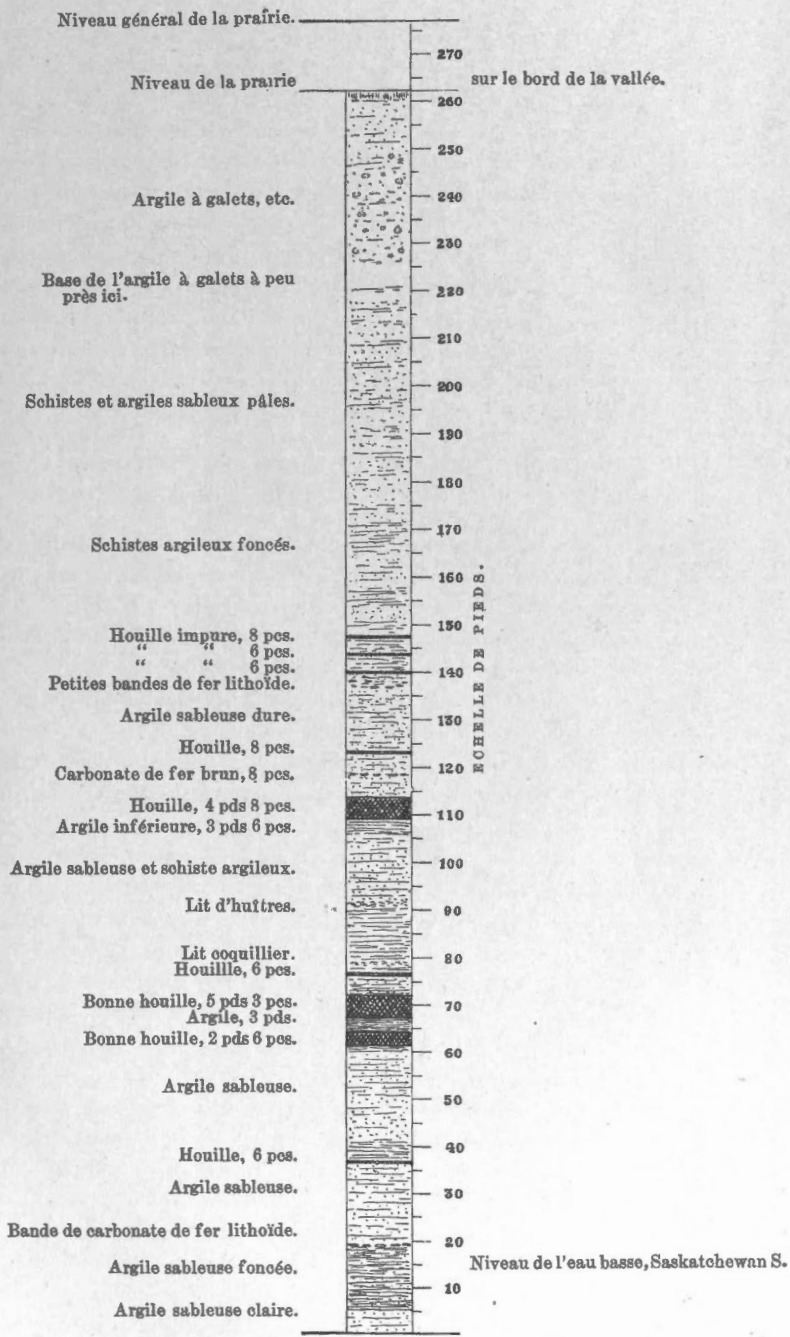 Niveau général de la prairie.
270
Niveau de la prairie sur le bord de la vallée.
260
250
Argile à galets, etc. 240
230
Base de l'argile à galets à peu
près ici.
220
210
200
Schistes et argiles sableux pâles.
190
180
170
Schistes argileux foncés.
160
150
ECHELLE DE PIEDS.
Houille impure, 8 pcs.
“ “ 6 pcs.
“ “ 6 pcs.
140
Petites bandes de fer lithoïde.
Argile sableuse dure. 130
Houille, 8 pcs.
120
Carbonate de fer brun, 8 pcs.
Houille, 4 pds 8 pcs. 110
Argile inférieure, 3 pds 6 pcs.
Argile sableuse et schiste argileux. 100
Lit d'huîtres. 90
Lit coquillier. 80
Houillle, 6 pcs.
Bonne houille, 5 pds 3 pcs. 70
Argile, 3 pds.
Bonne houille, 2 pds 6 pcs.
60
Argile sableuse.
50
40
Houille, 6 pcs.
Argile sableuse. 30
Bande de carbonate de fer lithoïde.
20
Argile sableuse foncée. Niveau de l'eau basse, Saskatchewan S.
10
Argile sableuse claire.